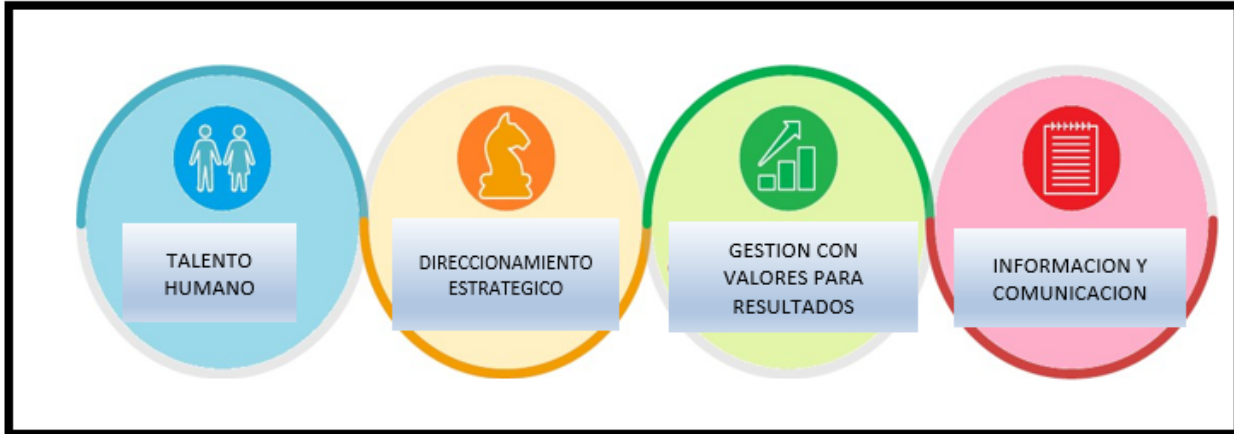 TALENTO
HUMANO
DIRECCIONAMIENTO
ESTRATEGICO
GESTION CON
VALORES PARA
RESULTADOS
INFORMACION Y
COMUNICACION